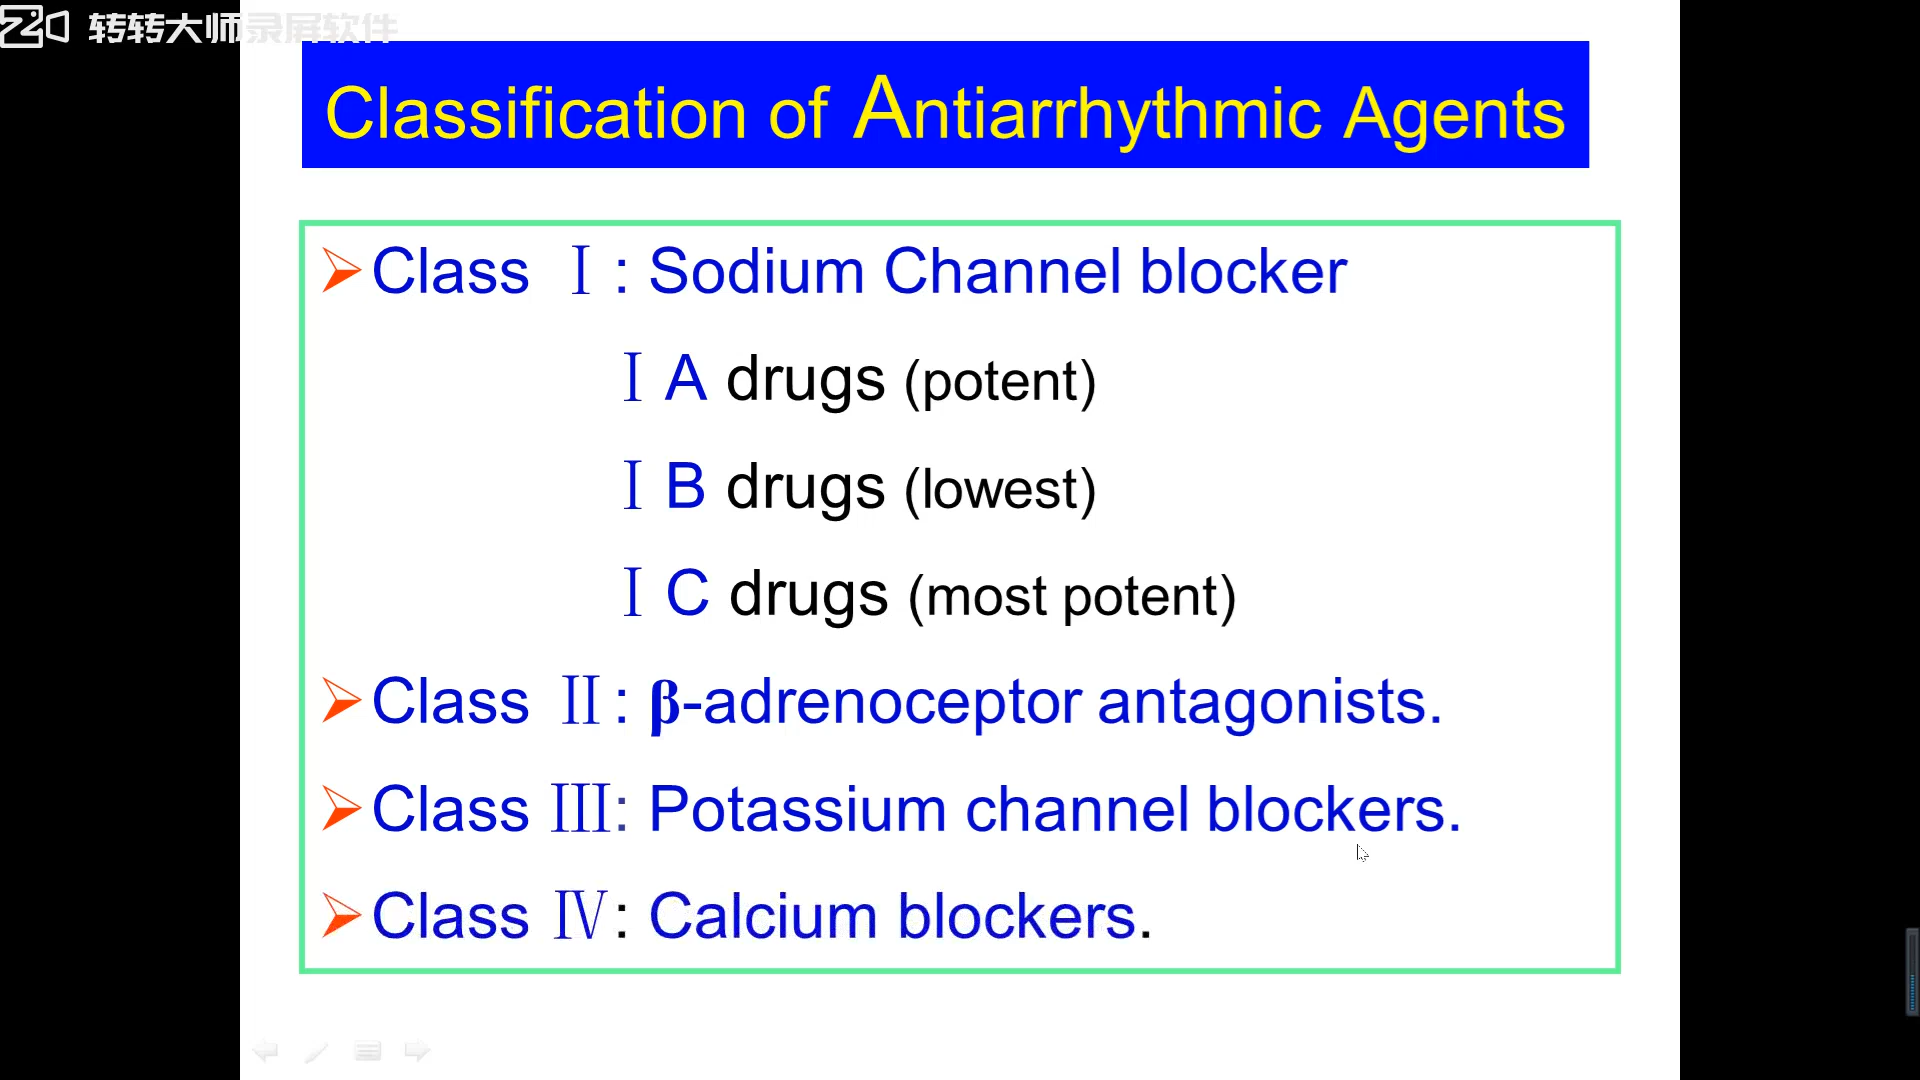 转转大师录屏软件
Classification of Antiarrhythmic Agents
Class Ⅰ: Sodium Channel blocker
ⅠA drugs (potent)
ⅠB drugs (lowest)
ⅠC drugs (most potent)
Class Ⅱ: β-adrenoceptor antagonists.
Class Ⅲ: Potassium channel blockers.
Class Ⅳ: Calcium blockers.